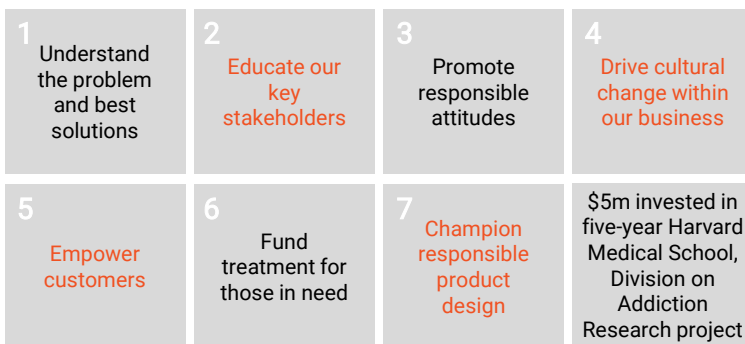 1
Understand
the problem
and best
solutions
2
Educate our
key
stakeholders
3
Promote
responsible
attitudes
4
Drive cultural
change within
our business
5
Empower
customers
6
Fund
treatment for
those in need
7
Champion
responsible
product
design
$5m invested in
five-year Harvard
Medical School,
Division on
Addiction
Research project